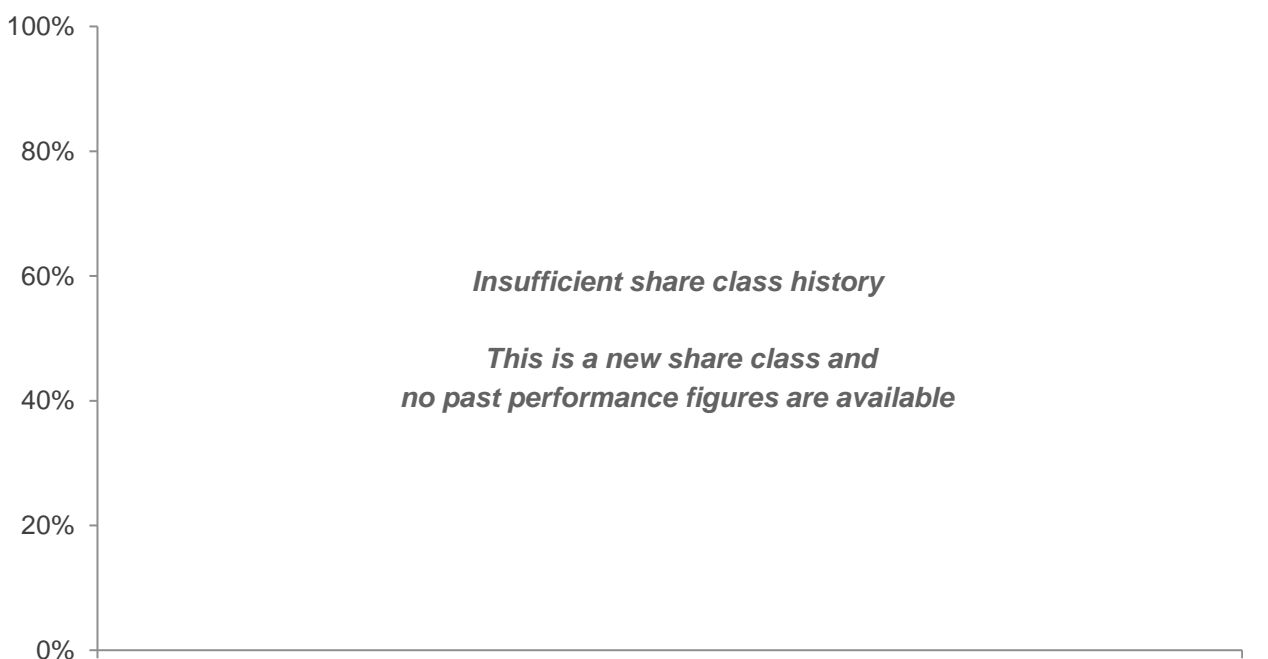 100%
80%
60%
Insufficient share class history
This is a new share class and
40%
no past performance figures are available
20%
0%